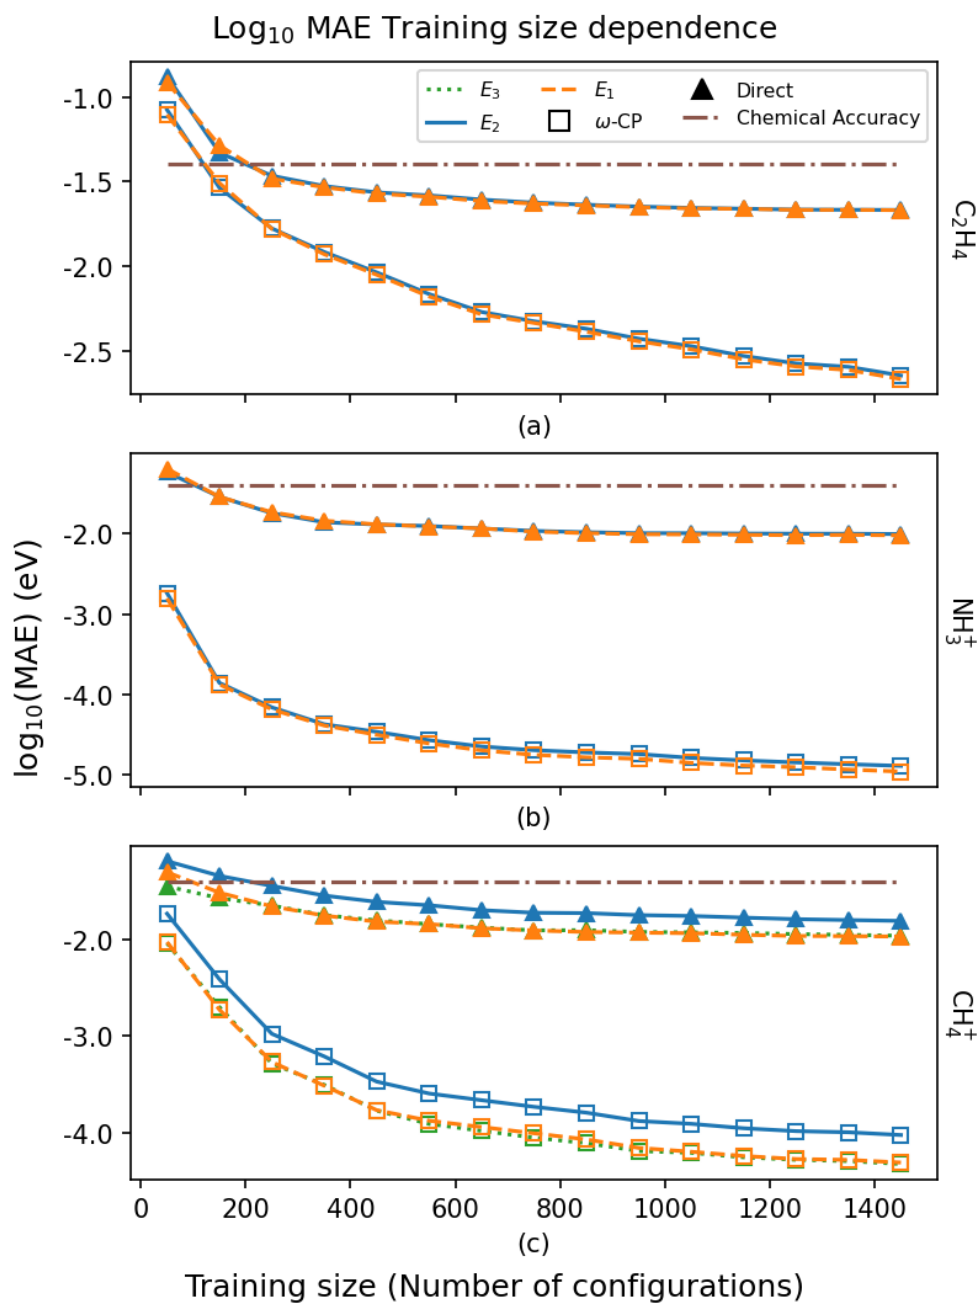 Log₁₀ MAE Training size dependence
E₃ E₁ Direct
E₂ ω-CP Chemical Accuracy
-1.0
-1.5
-2.0
-2.5
C₂H₄
(a)
-2.0
-3.0
-4.0
-5.0
NH₃⁺
(b)
log₁₀(MAE) (eV)
-2.0
-3.0
-4.0
CH₄⁺
0 200 400 600 800 1000 1200 1400
(c)
Training size (Number of configurations)